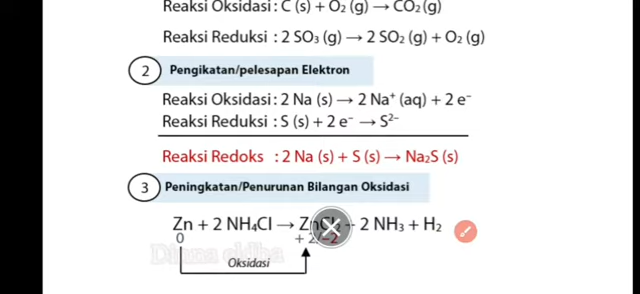 Reaksi Oksidasi : C (s) + O₂ (g) → CO₂ (g)
Reaksi Reduksi : 2 SO₃ (g) → 2 SO₂ (g) + O₂ (g)
2 Pengikatan/pelesapan Elektron
Reaksi Oksidasi : 2 Na (s) → 2 Na⁺ (aq) + 2 e⁻
Reaksi Reduksi : S (s) + 2 e⁻ → S²⁻
Reaksi Redoks : 2 Na (s) + S (s) → Na₂S (s)
3 Peningkatan/Penurunan Bilangan Oksidasi
Zn + 2 NH₄Cl → ZnCl₂ + 2 NH₃ + H₂
0 +2/-2
Oksidasi